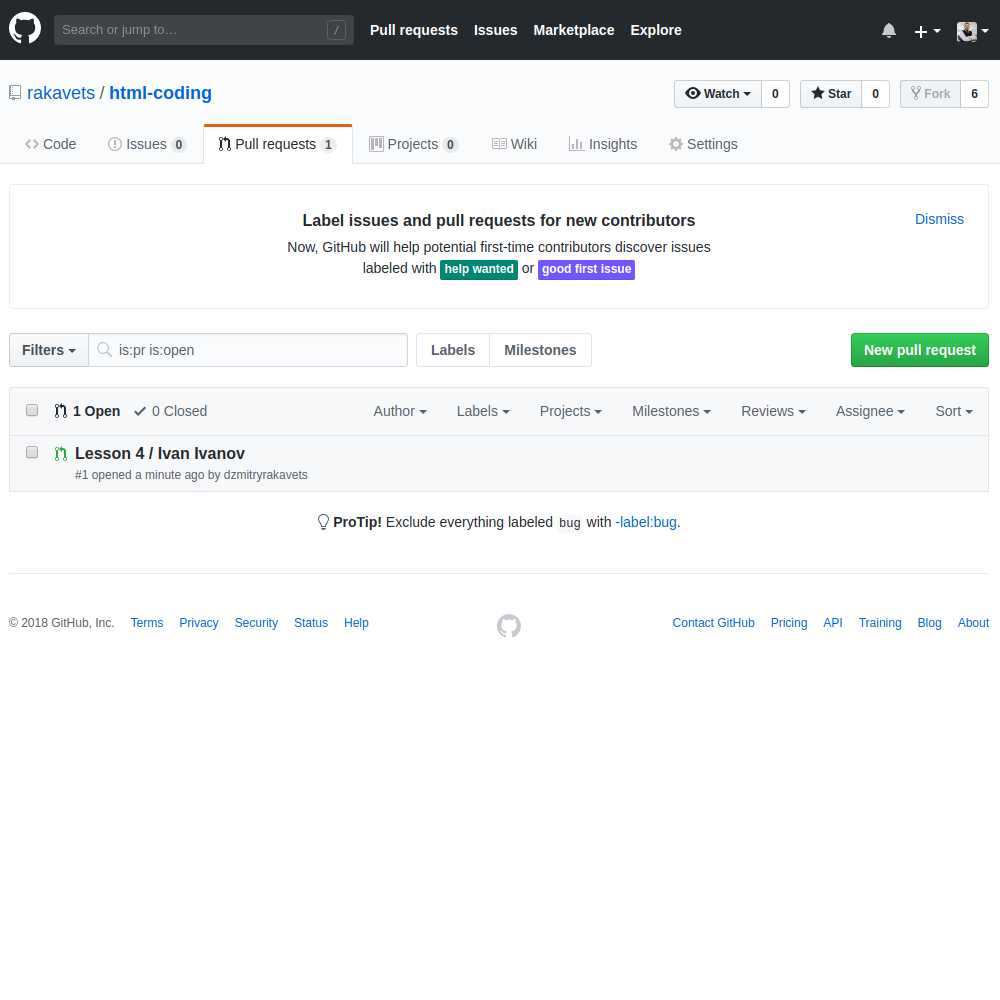 Search or jump to… / Pull requests Issues Marketplace Explore
rakavets / html-coding Watch 0 Star 0 Fork 6
Code Issues 0 Pull requests 1 Projects 0 Wiki Insights Settings
Label issues and pull requests for new contributors Dismiss
Now, GitHub will help potential first-time contributors discover issues
labeled with help wanted or good first issue
Filters is:pr is:open Labels Milestones New pull request
1 Open 0 Closed Author Labels Projects Milestones Reviews Assignee Sort
Lesson 4 / Ivan Ivanov
#1 opened a minute ago by dzmitryrakavets
ProTip! Exclude everything labeled bug with -label:bug.
© 2018 GitHub, Inc. Terms Privacy Security Status Help Contact GitHub Pricing API Training Blog About